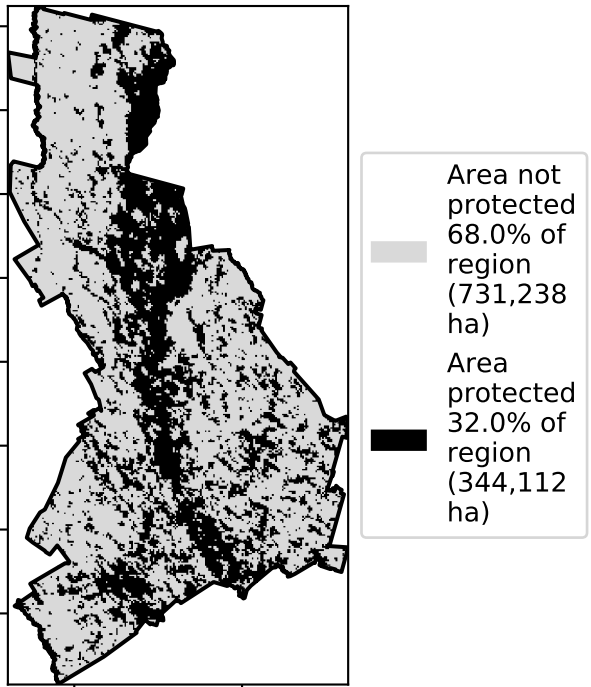 Area not
protected
68.0% of
region
(731,238
ha)
Area
protected
32.0% of
region
(344,112
ha)